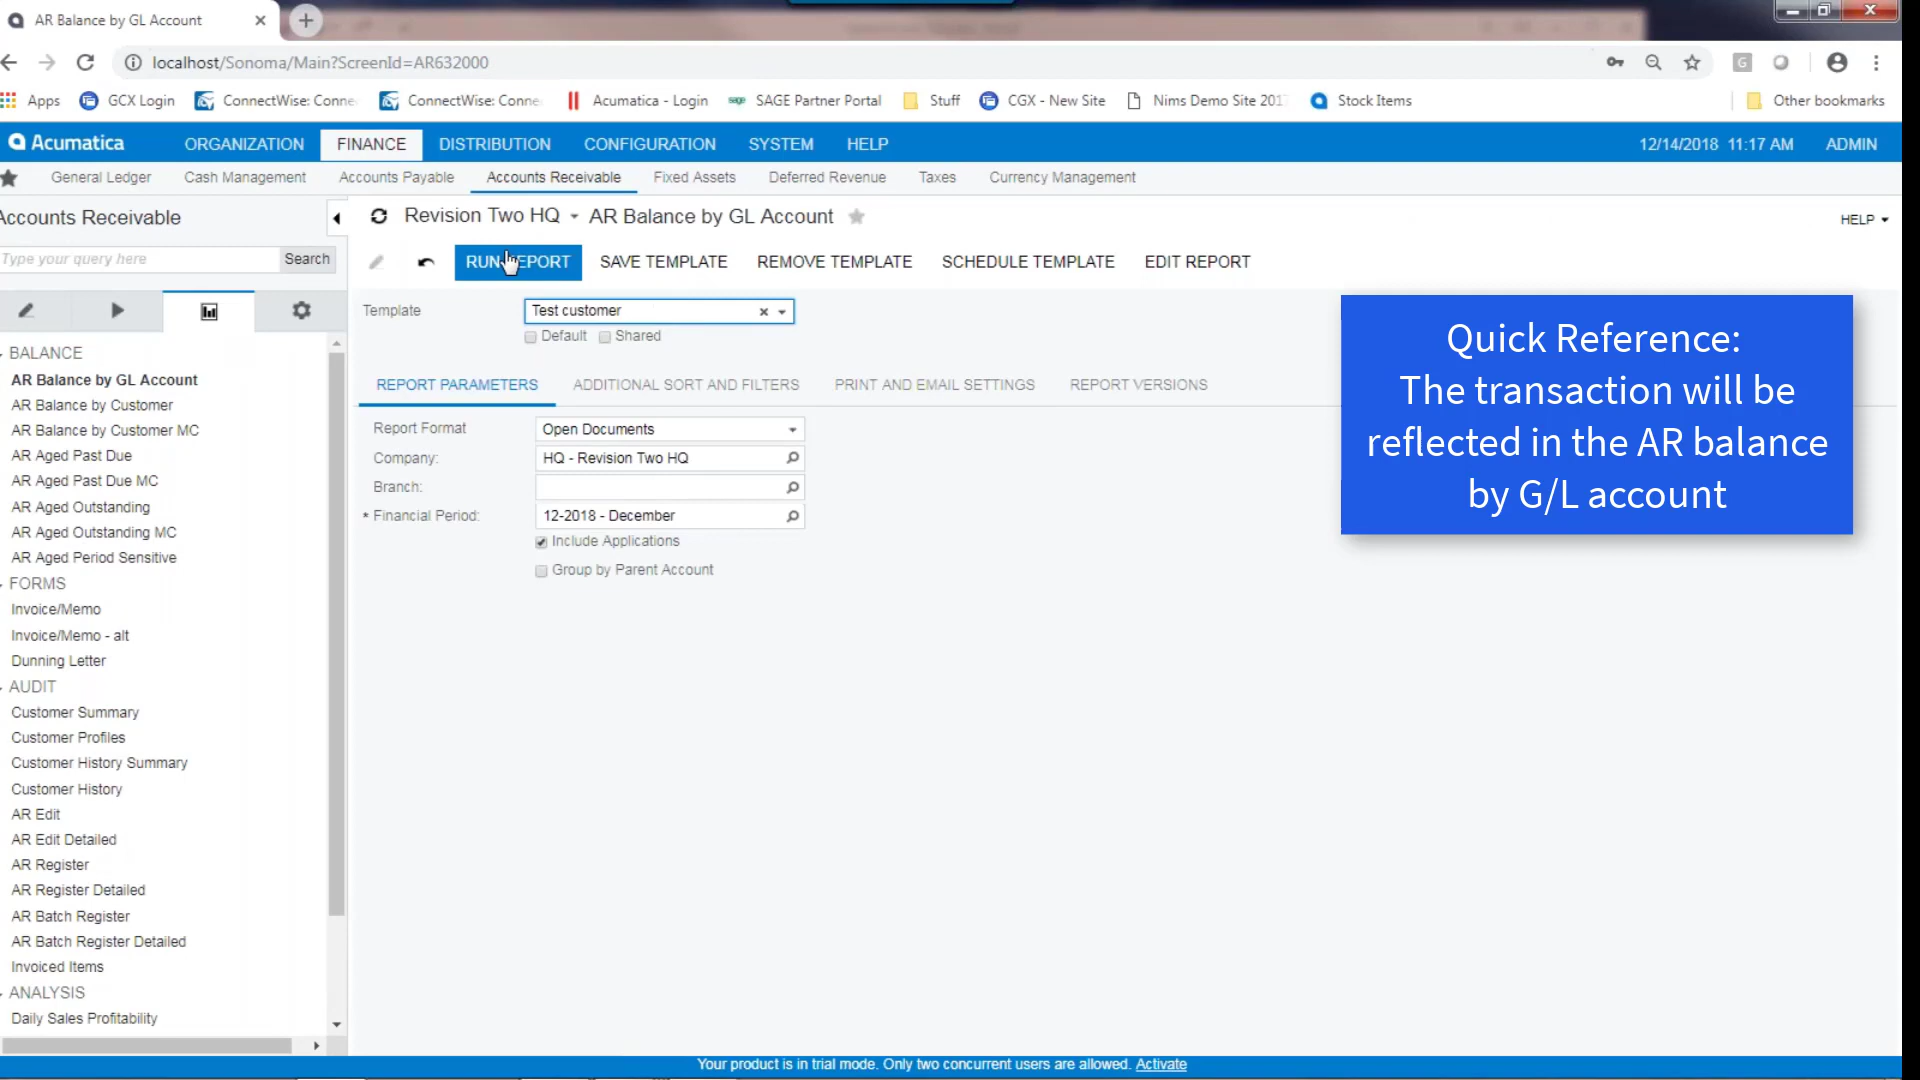 AR Balance by GL Account
localhost/Sonoma/Main?ScreenId=AR632000
Apps
GCX Login
ConnectWise: Conne
ConnectWise: Conne
Acumatica - Login
SAGE Partner Portal
Stuff
CGX - New Site
Nims Demo Site 201
Stock Items
Other bookmarks
Acumatica
ORGANIZATION
FINANCE
DISTRIBUTION
CONFIGURATION
SYSTEM
HELP
12/14/2018 11:17 AM
ADMIN
General Ledger
Cash Management
Accounts Payable
Accounts Receivable
Fixed Assets
Deferred Revenue
Taxes
Currency Management
Accounts Receivable
Revision Two HQ
AR Balance by GL Account
HELP
Type your query here
Search
RUN REPORT
SAVE TEMPLATE
REMOVE TEMPLATE
SCHEDULE TEMPLATE
EDIT REPORT
Template
Test customer
Default
Shared
REPORT PARAMETERS
ADDITIONAL SORT AND FILTERS
PRINT AND EMAIL SETTINGS
REPORT VERSIONS
Report Format
Open Documents
Company:
HQ - Revision Two HQ
Branch:
* Financial Period:
12-2018 - December
Include Applications
Group by Parent Account
Quick Reference:
The transaction will be
reflected in the AR balance
by G/L account
BALANCE
AR Balance by GL Account
AR Balance by Customer
AR Balance by Customer MC
AR Aged Past Due
AR Aged Past Due MC
AR Aged Outstanding
AR Aged Outstanding MC
AR Aged Period Sensitive
FORMS
Invoice/Memo
Invoice/Memo - alt
Dunning Letter
AUDIT
Customer Summary
Customer Profiles
Customer History Summary
Customer History
AR Edit
AR Edit Detailed
AR Register
AR Register Detailed
AR Batch Register
AR Batch Register Detailed
Invoiced Items
ANALYSIS
Daily Sales Profitability
Your product is in trial mode. Only two concurrent users are allowed. Activate